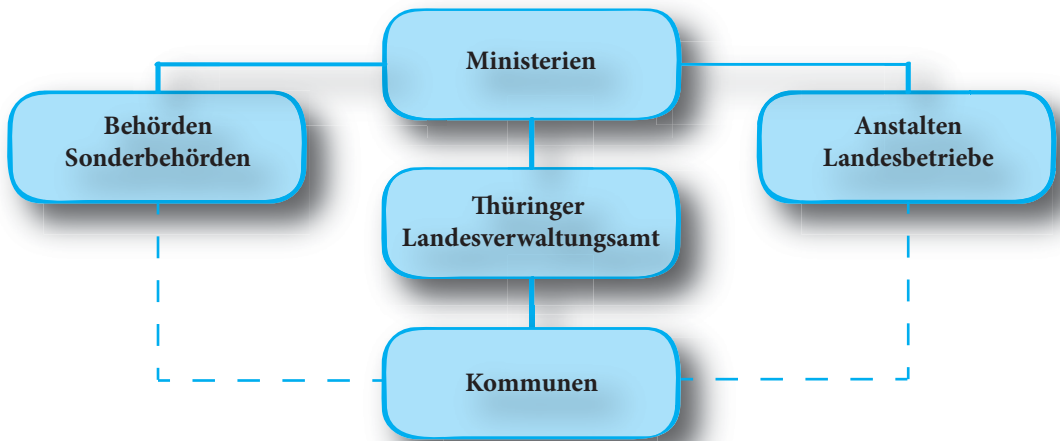 Ministerien
Behörden
Sonderbehörden
Anstalten
Landesbetriebe
Thüringer
Landesverwaltungsamt
Kommunen